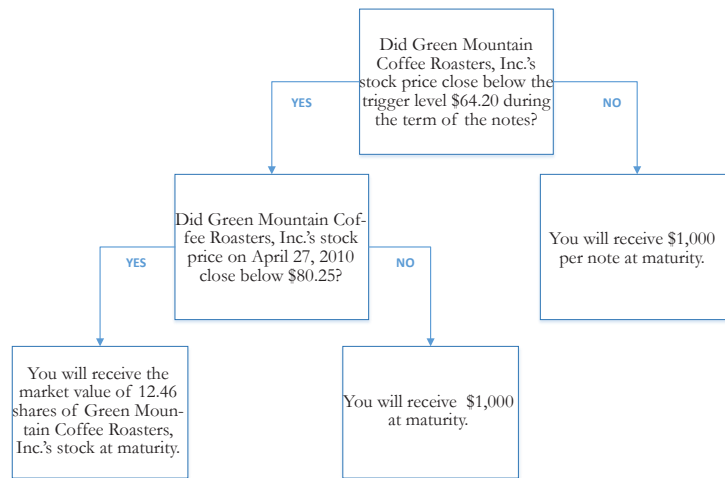 Did Green Mountain
Coffee Roasters, Inc.'s
stock price close below the
trigger level $64.20 during
the term of the notes?
YES
NO
Did Green Mountain Cof-
fee Roasters, Inc.'s stock
price on April 27, 2010
close below $80.25?
You will receive $1,000
per note at maturity.
YES
NO
You will receive the
market value of 12.46
shares of Green Moun-
tain Coffee Roasters,
Inc.'s stock at maturity.
You will receive $1,000
at maturity.